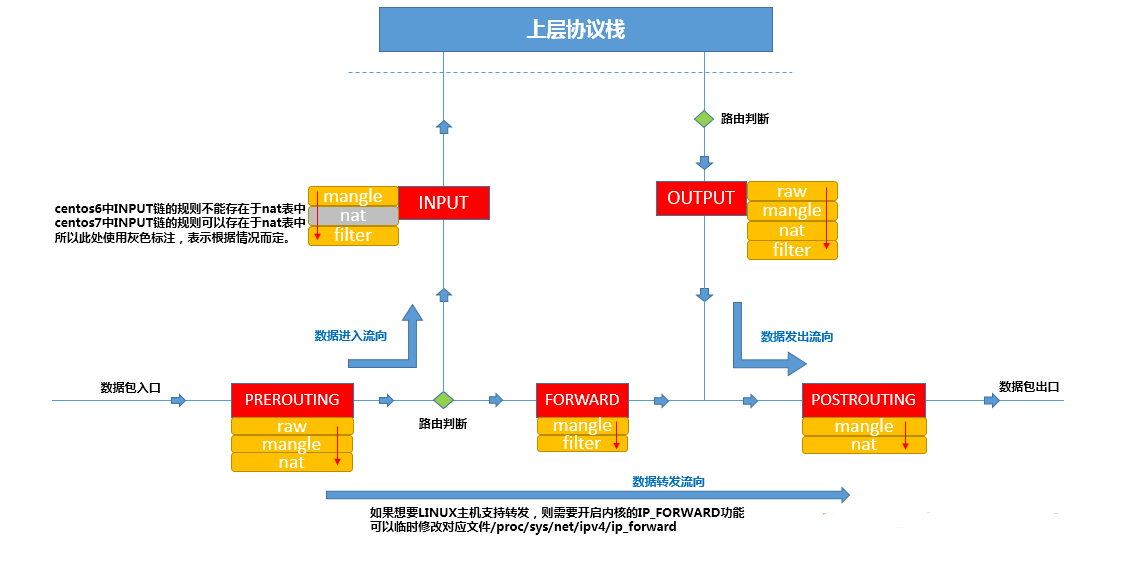 上层协议栈
路由判断
mangle
nat
filter
INPUT
OUTPUT
raw
mangle
nat
filter
centos6中INPUT链的规则不能存在于nat表中
centos7中INPUT链的规则可以存在于nat表中
所以此处使用灰色标注，表示根据情况而定。
数据进入流向
数据发出流向
数据包入口
PREROUTING
raw
mangle
nat
路由判断
FORWARD
mangle
filter
POSTROUTING
mangle
nat
数据包出口
数据转发流向
如果想要LINUX主机支持转发，则需要开启内核的IP_FORWARD功能
可以临时修改对应文件/proc/sys/net/ipv4/ip_forward